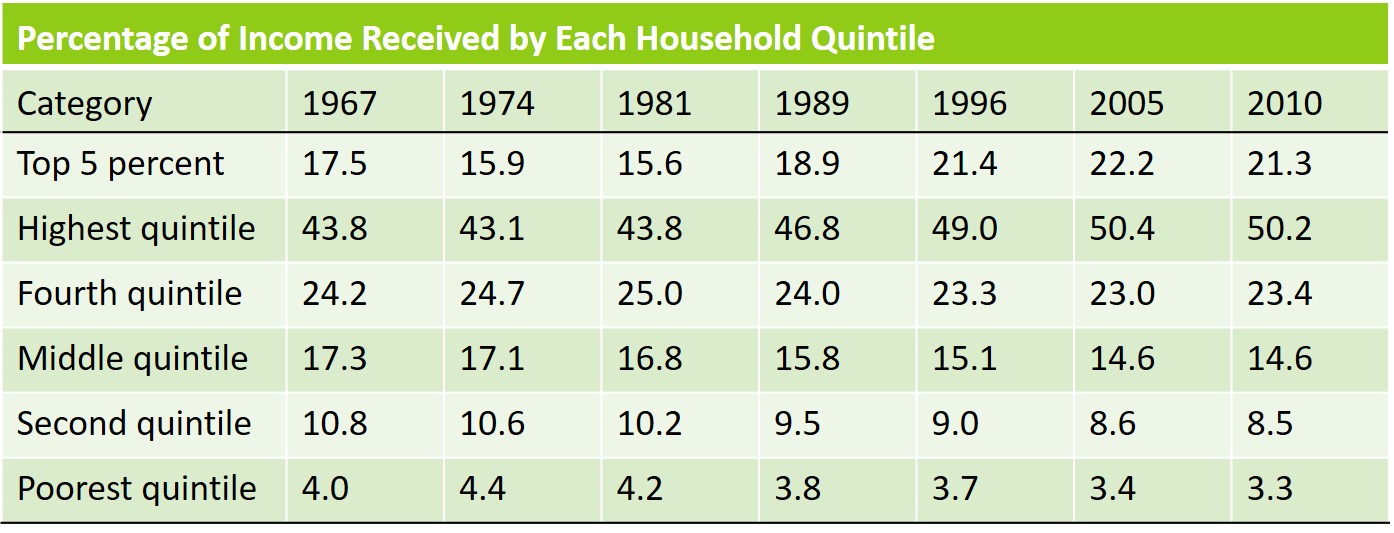 Percentage of Income Received by Each Household Quintile
Category 1967 1974 1981 1989 1996 2005 2010
Top 5 percent 17.5 15.9 15.6 18.9 21.4 22.2 21.3
Highest quintile 43.8 43.1 43.8 46.8 49.0 50.4 50.2
Fourth quintile 24.2 24.7 25.0 24.0 23.3 23.0 23.4
Middle quintile 17.3 17.1 16.8 15.8 15.1 14.6 14.6
Second quintile 10.8 10.6 10.2 9.5 9.0 8.6 8.5
Poorest quintile 4.0 4.4 4.2 3.8 3.7 3.4 3.3